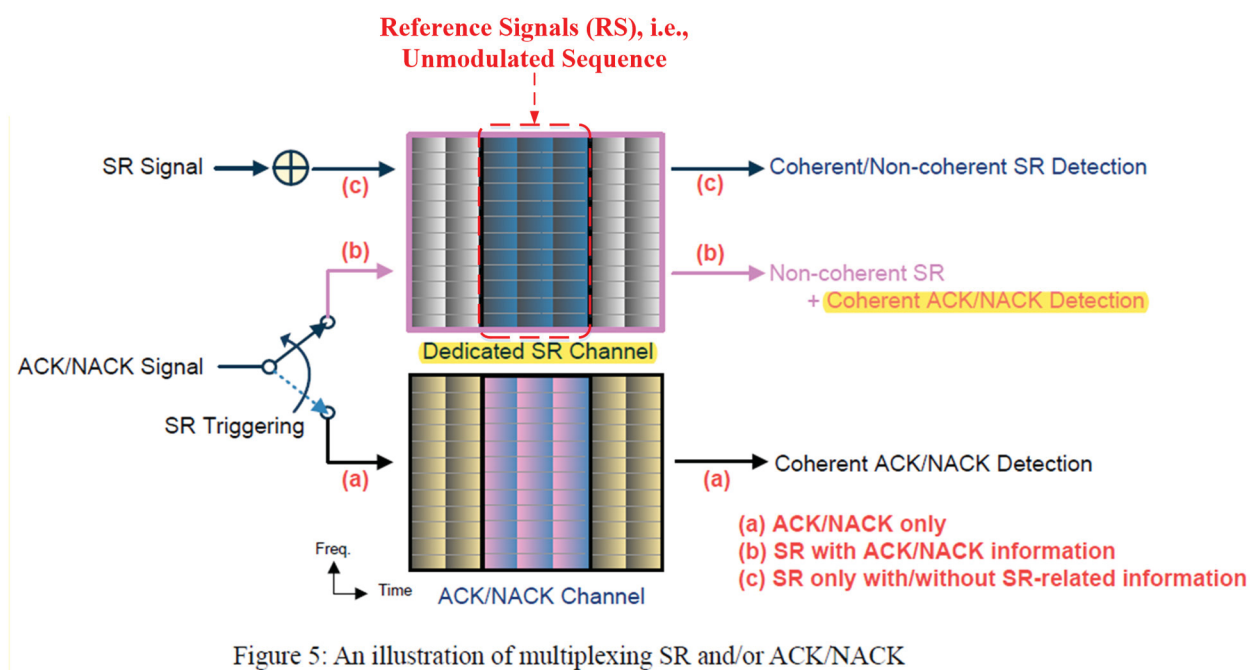 Reference Signals (RS), i.e.,
Unmodulated Sequence
SR Signal
(c)
(c)
Coherent/Non-coherent SR Detection
(b)
(b)
Non-coherent SR
+ Coherent ACK/NACK Detection
Dedicated SR Channel
ACK/NACK Signal
SR Triggering
(a)
(a)
Coherent ACK/NACK Detection
(a) ACK/NACK only
(b) SR with ACK/NACK information
(c) SR only with/without SR-related information
Freq.
Time
ACK/NACK Channel
Figure 5: An illustration of multiplexing SR and/or ACK/NACK